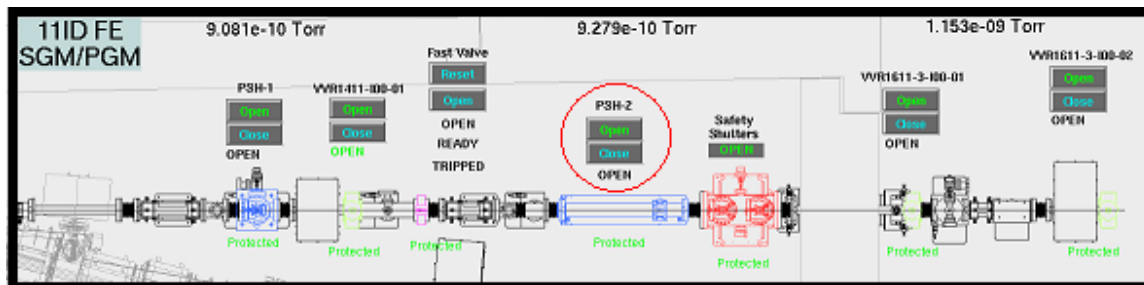 11ID FE
SGM/PGM
9.081e-10 Torr
9.279e-10 Torr
1.153e-09 Torr
PSH-1
Open
Close
OPEN
VVR1411-I00-01
Open
Close
OPEN
Fast Valve
Reset
Open
OPEN
READY
TRIPPED
PSH-2
Open
Close
OPEN
Safety
Shutters
OPEN
VVR1611-3-I00-01
Open
Close
OPEN
VVR1611-3-I00-02
Open
Close
OPEN
Protected
Protected
Protected
Protected
Protected
Protected
Protected